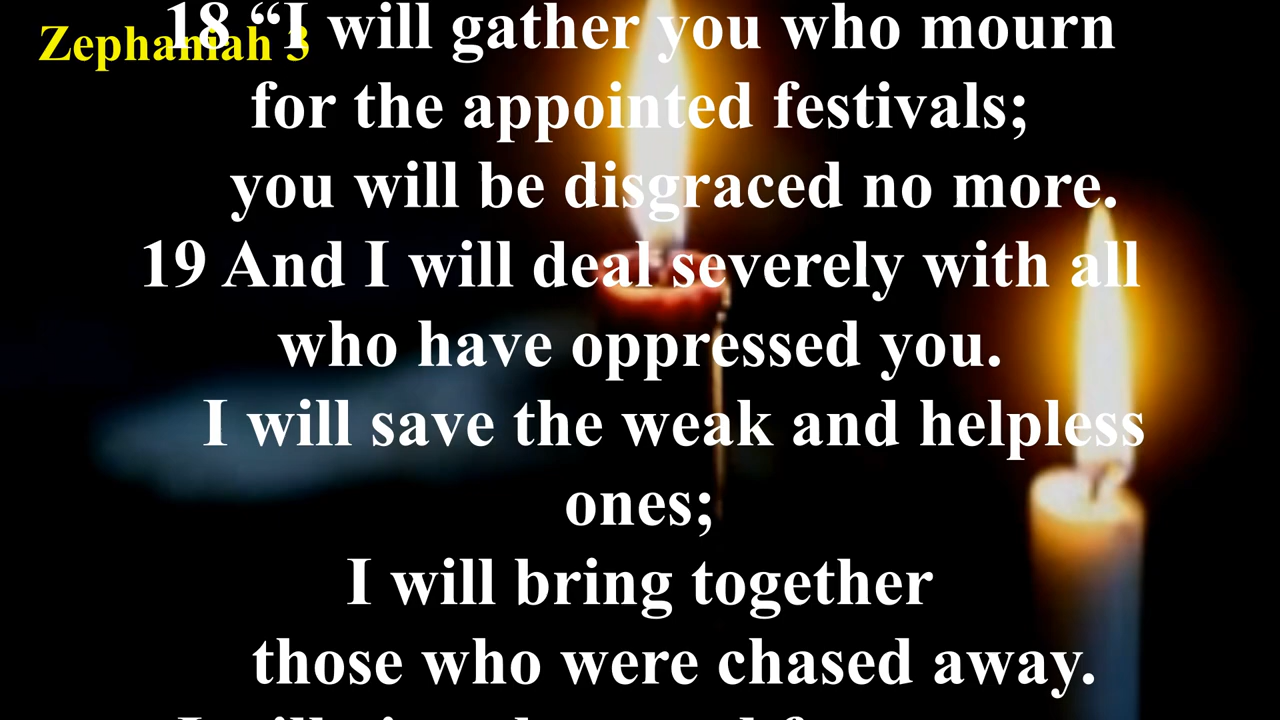 Zephaniah 3
18 “I will gather you who mourn
for the appointed festivals;
you will be disgraced no more.
19 And I will deal severely with all
who have oppressed you.
I will save the weak and helpless
ones;
I will bring together
those who were chased away.